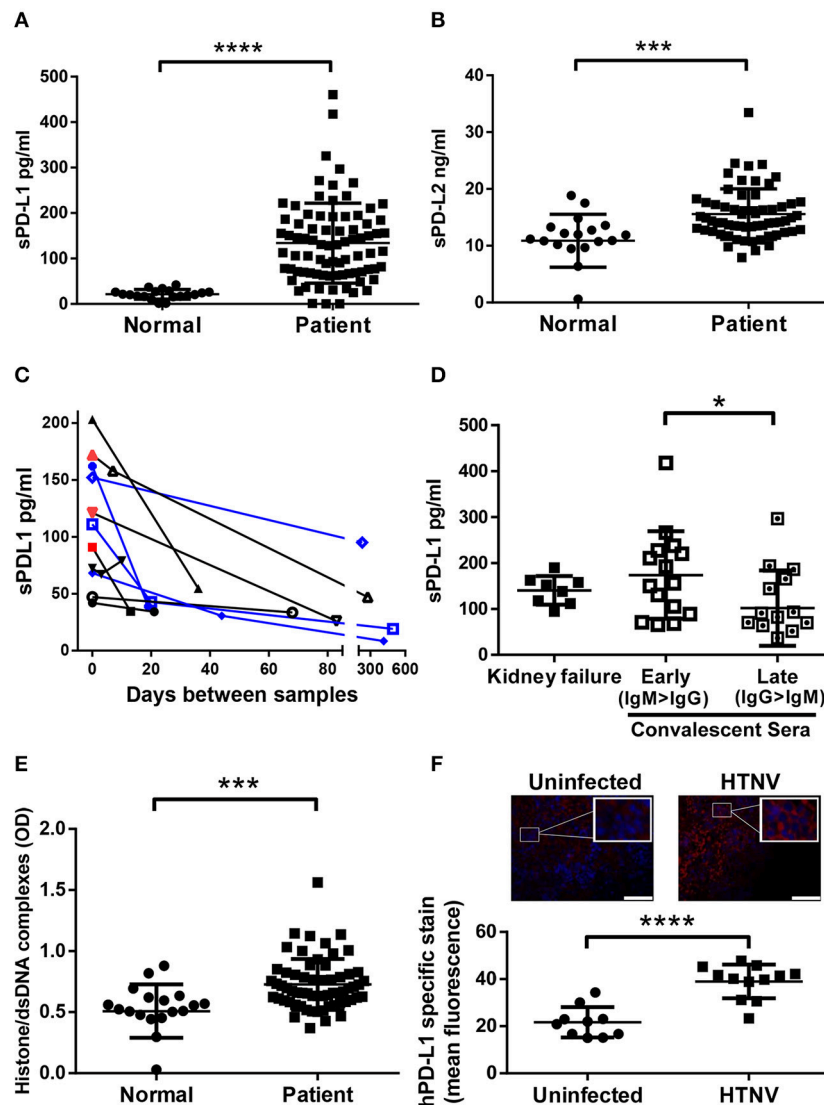 A
****
500
400
300
200
100
0
sPD-L1 pg/ml
Normal
Patient
B
***
40
30
20
10
0
sPD-L2 ng/ml
Normal
Patient
C
200
150
100
50
0
sPDL1 pg/ml
0 20 40 60 80 300 600
Days between samples
D
*
500
400
300
200
100
0
sPD-L1 pg/ml
Kidney failure
Early
(IgM>IgG)
Late
(IgG>IgM)
Convalescent Sera
E
***
2.0
1.5
1.0
0.5
0.0
Histone/dsDNA complexes (OD)
Normal
Patient
F
Uninfected
HTNV
****
60
40
20
0
hPD-L1 specific stain
(mean fluorescence)
Uninfected
HTNV